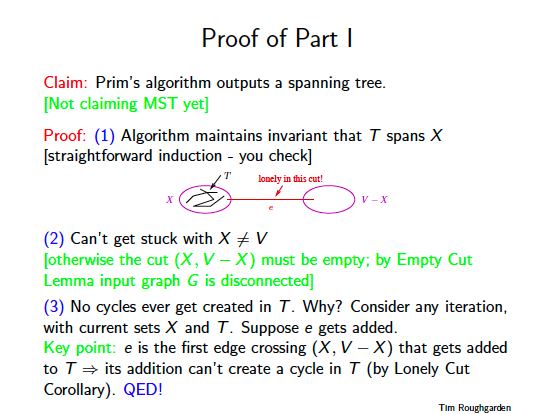 Proof of Part I
Claim: Prim's algorithm outputs a spanning tree.
[Not claiming MST yet]
Proof: (1) Algorithm maintains invariant that T spans X
[straightforward induction - you check]
T
lonely in this cut!
X
e
V − X
(2) Can't get stuck with X ≠ V
[otherwise the cut (X, V − X) must be empty; by Empty Cut
Lemma input graph G is disconnected]
(3) No cycles ever get created in T. Why? Consider any iteration,
with current sets X and T. Suppose e gets added.
Key point: e is the first edge crossing (X, V − X) that gets added
to T ⇒ its addition can't create a cycle in T (by Lonely Cut
Corollary). QED!
Tim Roughgarden